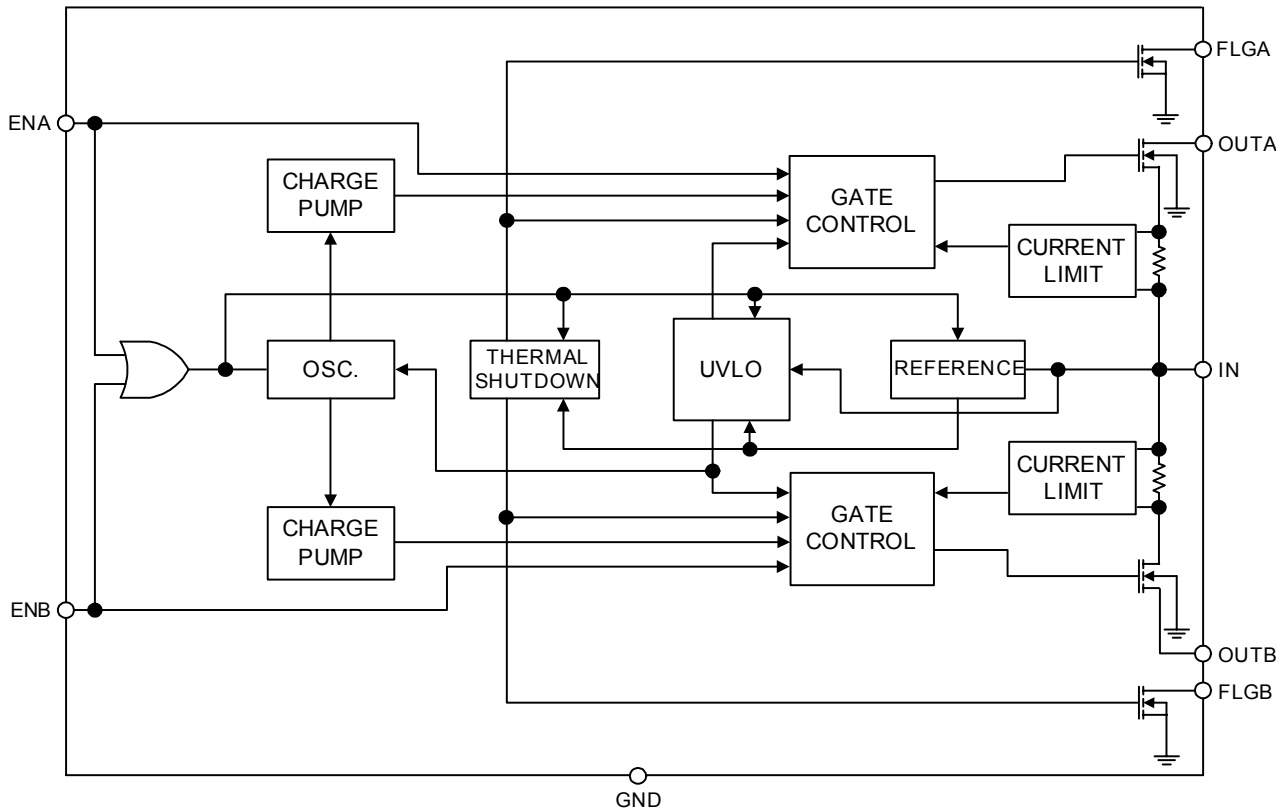 FLGA
ENA
OUTA
CHARGE
PUMP
GATE
CONTROL
CURRENT
LIMIT
OSC.
THERMAL
SHUTDOWN
UVLO
REFERENCE
IN
CURRENT
LIMIT
CHARGE
PUMP
GATE
CONTROL
ENB
OUTB
FLGB
GND